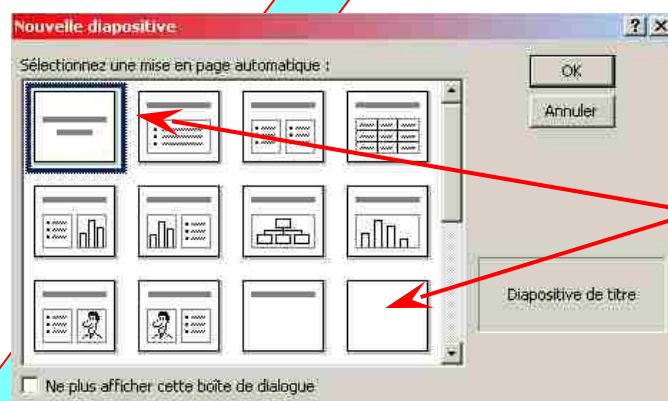 Nouvelle diapositive
Sélectionnez une mise en page automatique :
OK
Annuler
Diapositive de titre
Ne plus afficher cette boîte de dialogue